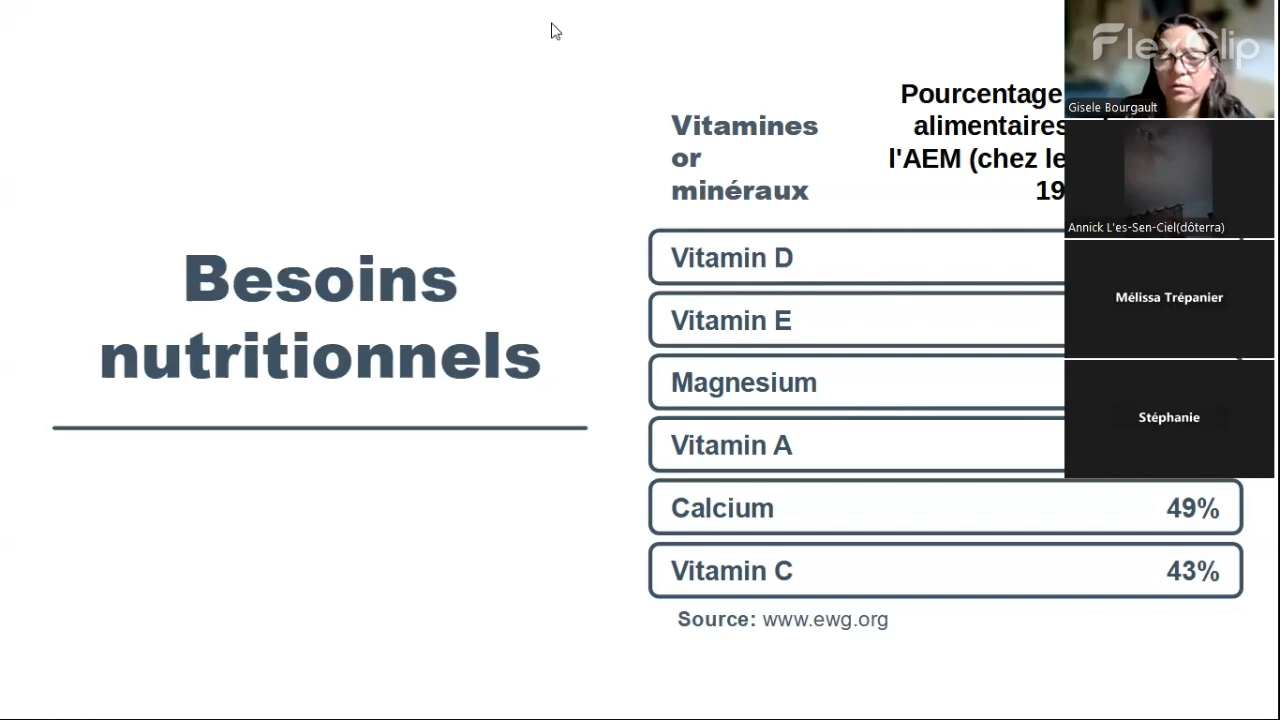 FlexClip
Gisele Bourgault
Annick L'es-Sen-Ciel(dôterra)
Mélissa Trépanier
Stéphanie
Besoins
nutritionnels
Vitamines
or
minéraux
Pourcentage
alimentaires
l'AEM (chez le
19
Vitamin D
Vitamin E
Magnesium
Vitamin A
Calcium 49%
Vitamin C 43%
Source: www.ewg.org